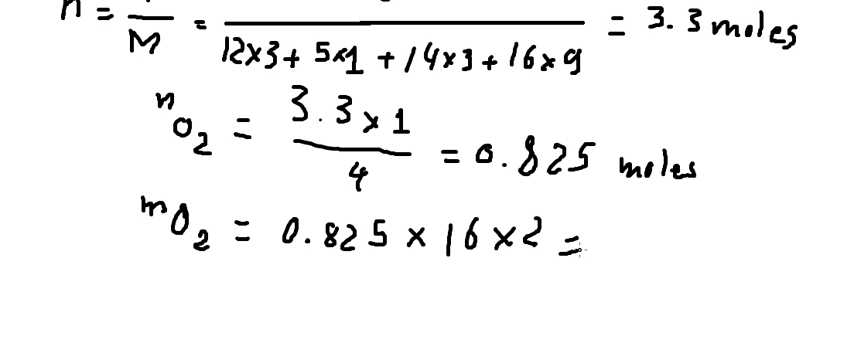 n = / M = / 12x3+ 5x1 + 14x3 + 16x9 = 3.3 moles
nO2 = 3.3 x 1 / 4 = 0.825 moles
mO2 = 0.825 x 16 x 2 =